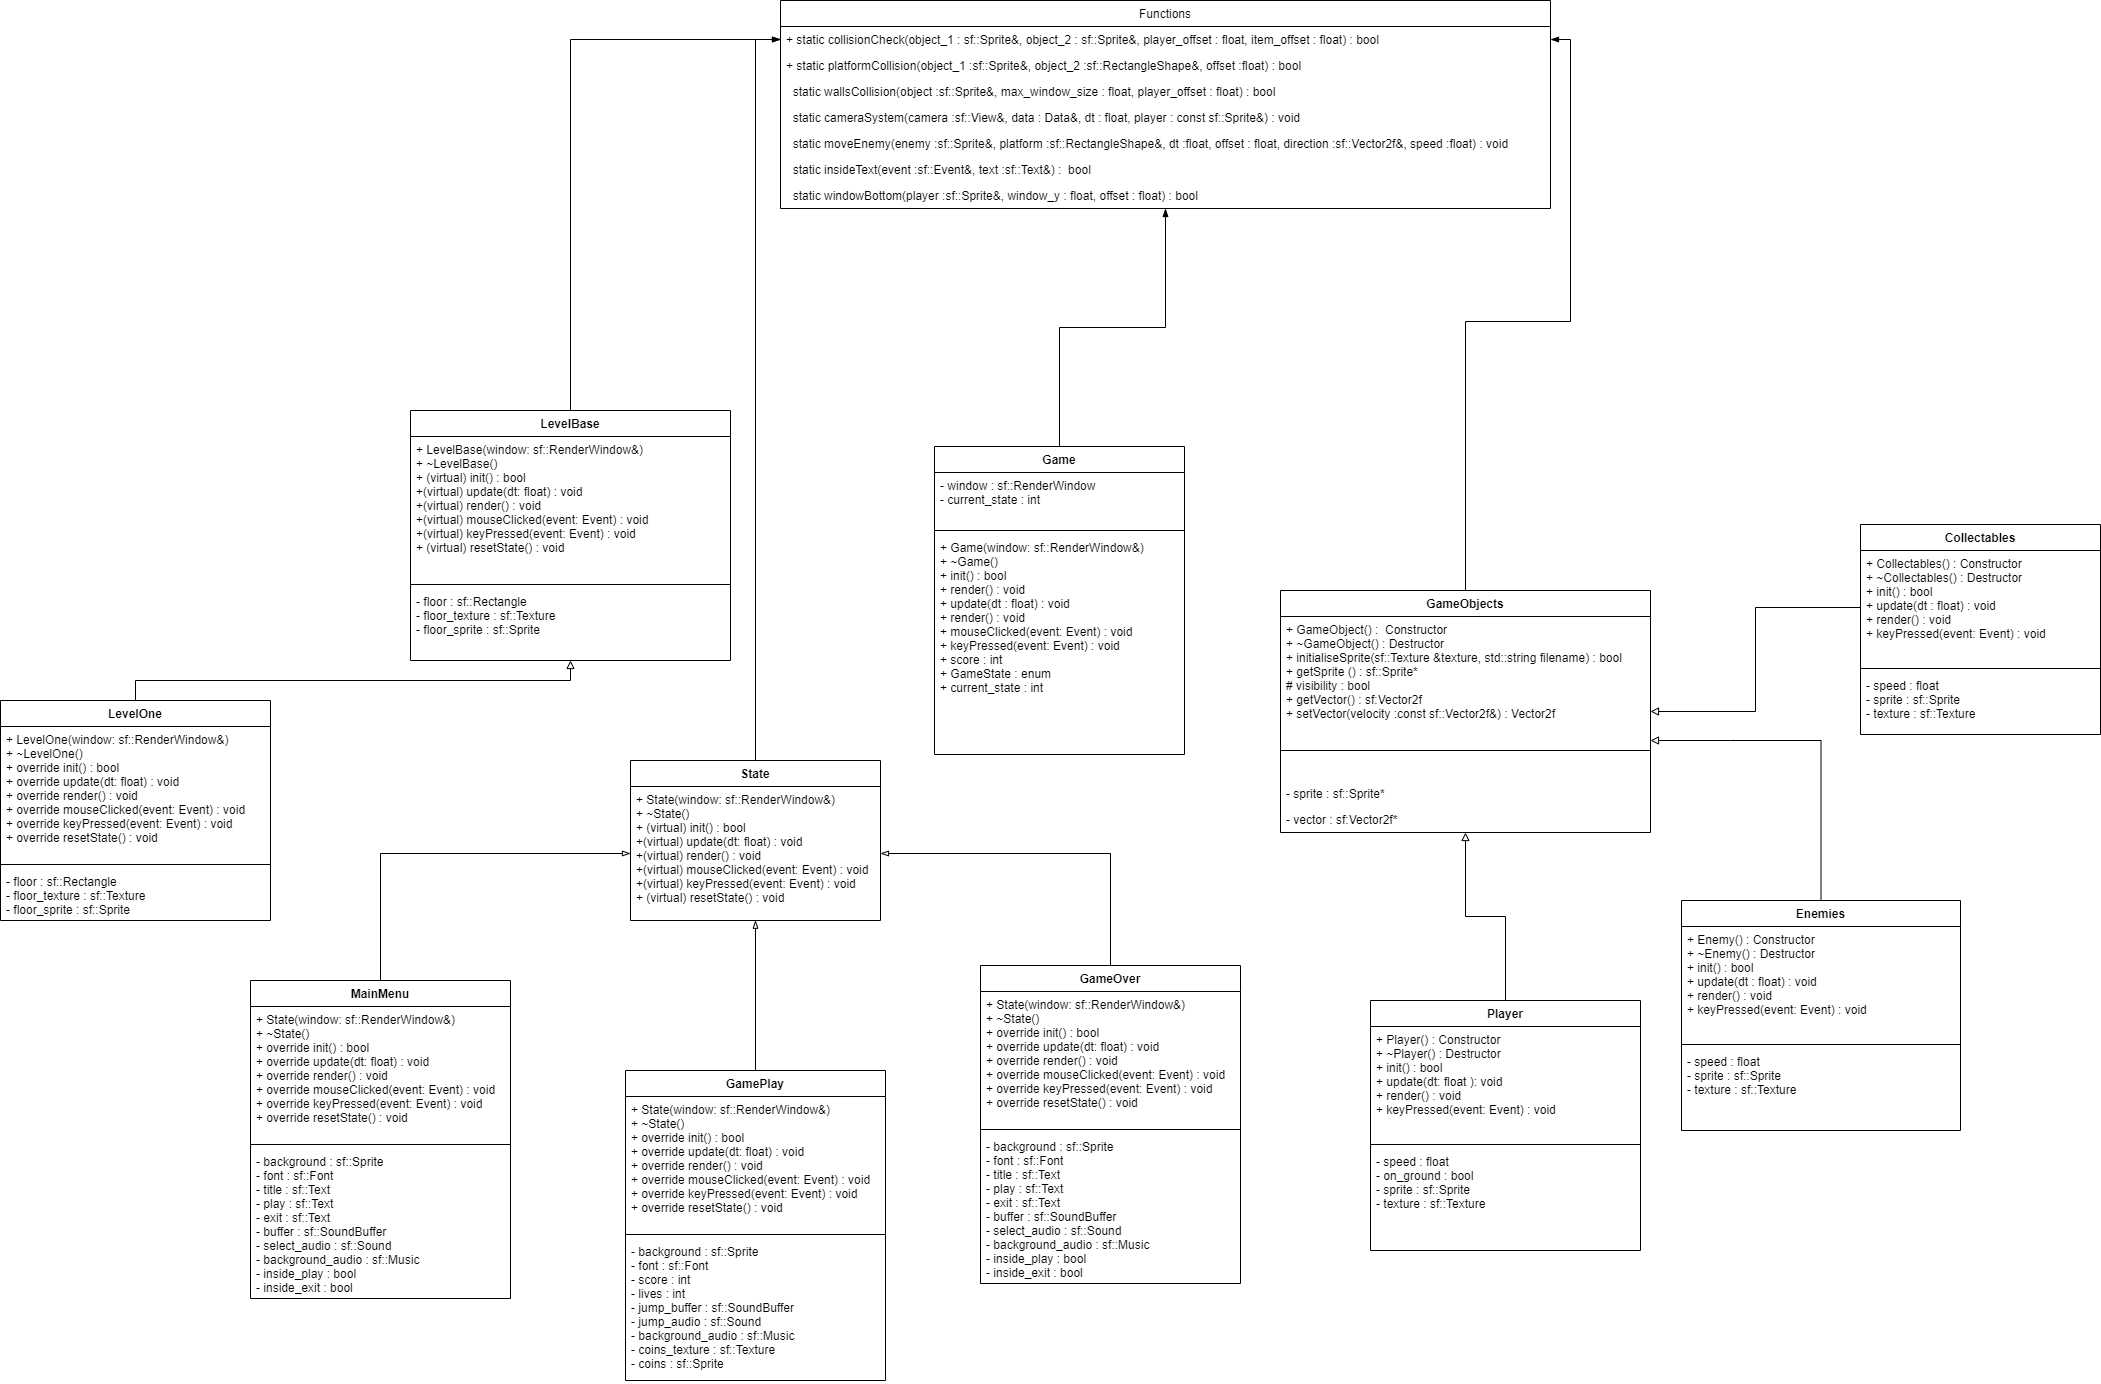 Functions
+ static collisionCheck(object_1 : sf::Sprite&, object_2 : sf::Sprite&, player_offset : float, item_offset : float) : bool
+ static platformCollision(object_1 :sf::Sprite&, object_2 :sf::RectangleShape&, offset :float) : bool
static wallsCollision(object :sf::Sprite&, max_window_size : float, player_offset : float) : bool
static cameraSystem(camera :sf::View&, data : Data&, dt : float, player : const sf::Sprite&) : void
static moveEnemy(enemy :sf::Sprite&, platform :sf::RectangleShape&, dt :float, offset : float, direction :sf::Vector2f&, speed :float) : void
static insideText(event :sf::Event&, text :sf::Text&) : bool
static windowBottom(player :sf::Sprite&, window_y : float, offset : float) : bool
LevelBase
+ LevelBase(window: sf::RenderWindow&)
+ ~LevelBase()
+ (virtual) init() : bool
+(virtual) update(dt: float) : void
+(virtual) render() : void
+(virtual) mouseClicked(event: Event) : void
+(virtual) keyPressed(event: Event) : void
+ (virtual) resetState() : void
- floor : sf::Rectangle
- floor_texture : sf::Texture
- floor_sprite : sf::Sprite
Game
- window : sf::RenderWindow
- current_state : int
+ Game(window: sf::RenderWindow&)
+ ~Game()
+ init() : bool
+ render() : void
+ update(dt : float) : void
+ render() : void
+ mouseClicked(event: Event) : void
+ keyPressed(event: Event) : void
+ score : int
+ GameState : enum
+ current_state : int
Collectables
+ Collectables() : Constructor
+ ~Collectables() : Destructor
+ init() : bool
+ update(dt : float) : void
+ render() : void
+ keyPressed(event: Event) : void
- speed : float
- sprite : sf::Sprite
- texture : sf::Texture
GameObjects
+ GameObject() : Constructor
+ ~GameObject() : Destructor
+ initialiseSprite(sf::Texture &texture, std::string filename) : bool
+ getSprite () : sf::Sprite*
# visibility : bool
+ getVector() : sf:Vector2f
+ setVector(velocity :const sf::Vector2f&) : Vector2f
- sprite : sf::Sprite*
- vector : sf:Vector2f*
LevelOne
+ LevelOne(window: sf::RenderWindow&)
+ ~LevelOne()
+ override init() : bool
+ override update(dt: float) : void
+ override render() : void
+ override mouseClicked(event: Event) : void
+ override keyPressed(event: Event) : void
+ override resetState() : void
- floor : sf::Rectangle
- floor_texture : sf::Texture
- floor_sprite : sf::Sprite
State
+ State(window: sf::RenderWindow&)
+ ~State()
+ (virtual) init() : bool
+(virtual) update(dt: float) : void
+(virtual) render() : void
+(virtual) mouseClicked(event: Event) : void
+(virtual) keyPressed(event: Event) : void
+ (virtual) resetState() : void
Enemies
+ Enemy() : Constructor
+ ~Enemy() : Destructor
+ init() : bool
+ update(dt : float) : void
+ render() : void
+ keyPressed(event: Event) : void
- speed : float
- sprite : sf::Sprite
- texture : sf::Texture
MainMenu
+ State(window: sf::RenderWindow&)
+ ~State()
+ override init() : bool
+ override update(dt: float) : void
+ override render() : void
+ override mouseClicked(event: Event) : void
+ override keyPressed(event: Event) : void
+ override resetState() : void
- background : sf::Sprite
- font : sf::Font
- title : sf::Text
- play : sf::Text
- exit : sf::Text
- buffer : sf::SoundBuffer
- select_audio : sf::Sound
- background_audio : sf::Music
- inside_play : bool
- inside_exit : bool
GameOver
+ State(window: sf::RenderWindow&)
+ ~State()
+ override init() : bool
+ override update(dt: float) : void
+ override render() : void
+ override mouseClicked(event: Event) : void
+ override keyPressed(event: Event) : void
+ override resetState() : void
- background : sf::Sprite
- font : sf::Font
- title : sf::Text
- play : sf::Text
- exit : sf::Text
- buffer : sf::SoundBuffer
- select_audio : sf::Sound
- background_audio : sf::Music
- inside_play : bool
- inside_exit : bool
Player
+ Player() : Constructor
+ ~Player() : Destructor
+ init() : bool
+ update(dt: float ): void
+ render() : void
+ keyPressed(event: Event) : void
- speed : float
- on_ground : bool
- sprite : sf::Sprite
- texture : sf::Texture
GamePlay
+ State(window: sf::RenderWindow&)
+ ~State()
+ override init() : bool
+ override update(dt: float) : void
+ override render() : void
+ override mouseClicked(event: Event) : void
+ override keyPressed(event: Event) : void
+ override resetState() : void
- background : sf::Sprite
- font : sf::Font
- score : int
- lives : int
- jump_buffer : sf::SoundBuffer
- jump_audio : sf::Sound
- background_audio : sf::Music
- coins_texture : sf::Texture
- coins : sf::Sprite